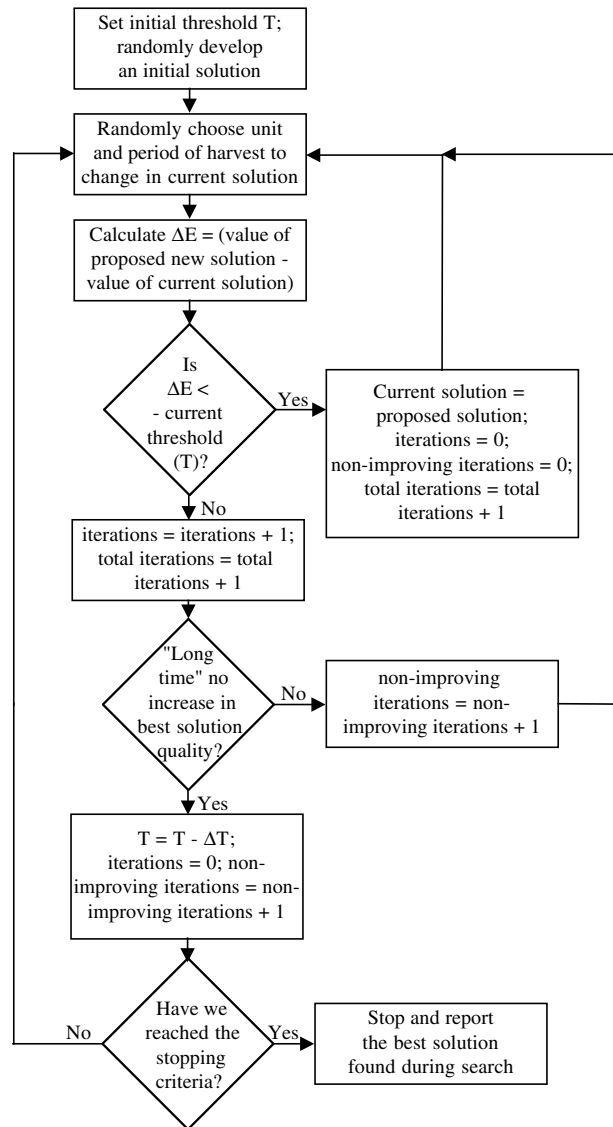 Set initial threshold T;
randomly develop
an initial solution
Randomly choose unit
and period of harvest to
change in current solution
Calculate ΔE = (value of
proposed new solution -
value of current solution)
Is
ΔE <
- current
threshold
(T)?
Yes
Current solution =
proposed solution;
iterations = 0;
non-improving iterations = 0;
total iterations = total
iterations + 1
No
iterations = iterations + 1;
total iterations = total
iterations + 1
"Long
time" no
increase in
best solution
quality?
No
non-improving
iterations = non-
improving iterations + 1
Yes
T = T - ΔT;
iterations = 0; non-
improving iterations = non-
improving iterations + 1
Have we
reached the
stopping
criteria?
No
Yes
Stop and report
the best solution
found during search